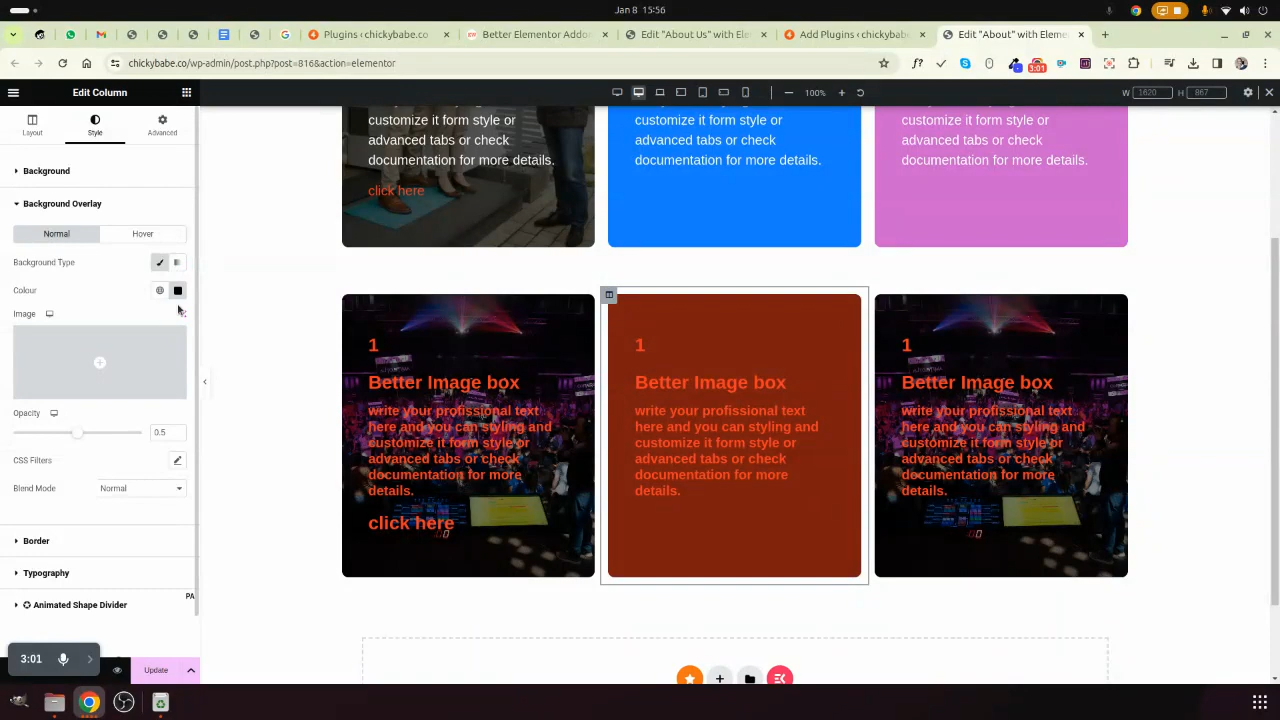 Jan 8 15:56
Plugins ‹ chickybabe.co
Better Elementor Addon
Edit "About Us" with Ele
Add Plugins ‹ chickybabe
Edit "About" with Eleme
chickybabe.co/wp-admin/post.php?post=816&action=elementor
3:01
Edit Column
100%
W 1620 H 867
Layout
Style
Advanced
Background
Background Overlay
Normal
Hover
Background Type
Colour
Image
Opacity
0.5
CSS Filters
Blend Mode
Normal
Border
Typography
Animated Shape Divider
PA
3:01
Update
customize it form style or
advanced tabs or check
documentation for more details.
click here
customize it form style or
advanced tabs or check
documentation for more details.
customize it form style or
advanced tabs or check
documentation for more details.
1
Better Image box
write your profissional text
here and you can styling and
customize it form style or
advanced tabs or check
documentation for more
details.
click here
1
Better Image box
write your profissional text
here and you can styling and
customize it form style or
advanced tabs or check
documentation for more
details.
1
Better Image box
write your profissional text
here and you can styling and
customize it form style or
advanced tabs or check
documentation for more
details.